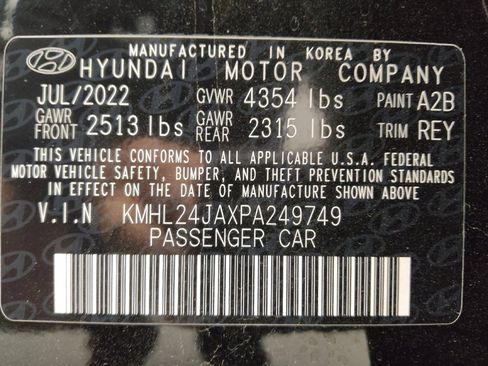 MANUFACTURED IN KOREA BY
HYUNDAI MOTOR COMPANY
JUL/2022 GVWR 4354 lbs PAINT A2B
GAWR FRONT 2513 lbs GAWR REAR 2315 lbs TRIM REY
THIS VEHICLE CONFORMS TO ALL APPLICABLE U.S.A. FEDERAL
MOTOR VEHICLE SAFETY, BUMPER, AND THEFT PREVENTION STANDARDS
IN EFFECT ON THE DATE OF MANUFACTURE SHOWN ABOVE.
V.I.N KMHL24JAXPA249749
PASSENGER CAR